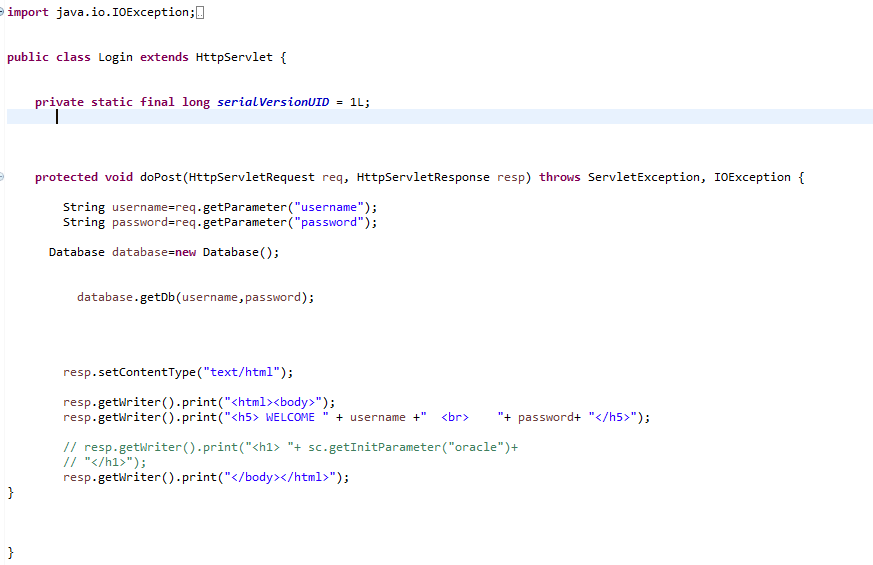 import java.io.IOException;
public class Login extends HttpServlet {
private static final long serialVersionUID = 1L;
protected void doPost(HttpServletRequest req, HttpServletResponse resp) throws ServletException, IOException {
String username=req.getParameter("username");
String password=req.getParameter("password");
Database database=new Database();
database.getDb(username,password);
resp.setContentType("text/html");
resp.getWriter().print("<html><body>");
resp.getWriter().print("<h5> WELCOME " + username +"  <br>    "+ password+ "</h5>");
// resp.getWriter().print("<h1> "+ sc.getInitParameter("oracle")+
// "</h1>");
resp.getWriter().print("</body></html>");
}
}